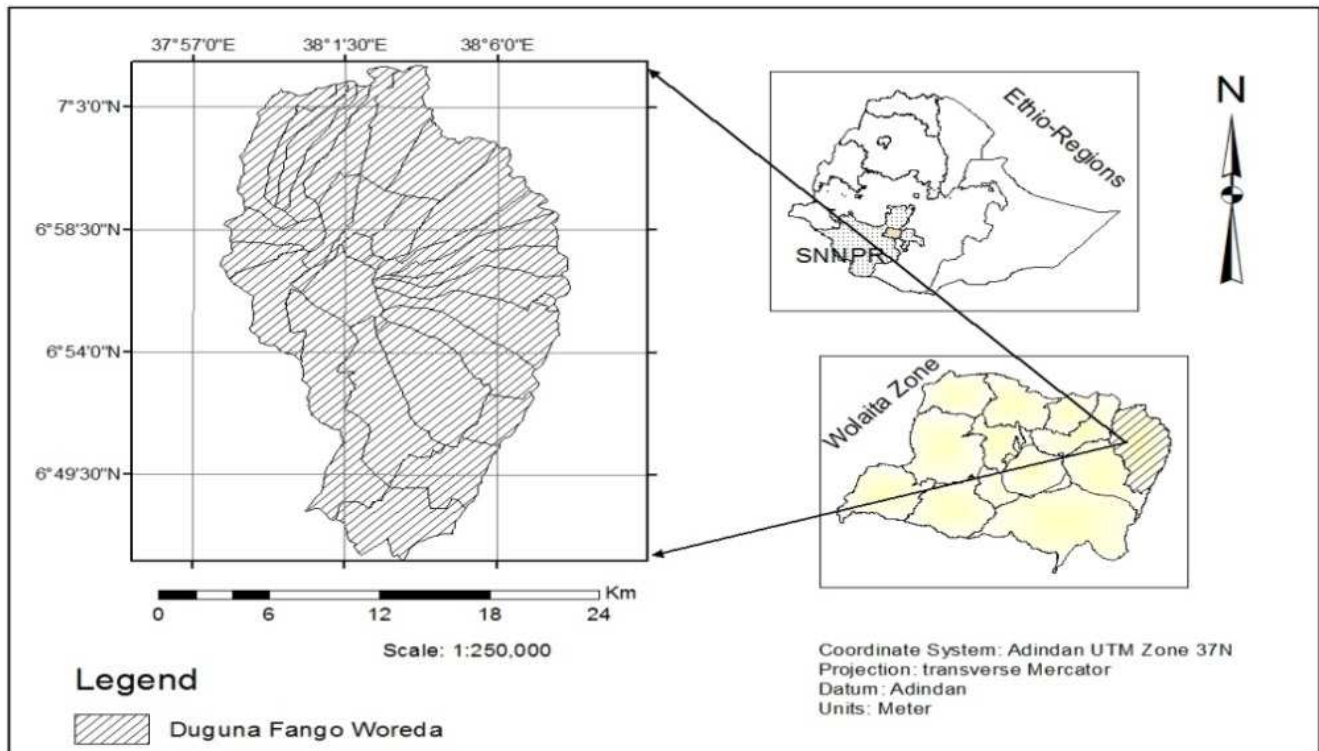 37°57'0"E 38°1'30"E 38°6'0"E
7°3'0"N
6°58'30"N
6°54'0"N
6°49'30"N
0 6 12 18 24 Km
Scale: 1:250,000
Legend
Duguna Fango Woreda
Ethio-Regions
SNNPR
N
Wolaita Zone
Coordinate System: Adindan UTM Zone 37N
Projection: transverse Mercator
Datum: Adindan
Units: Meter